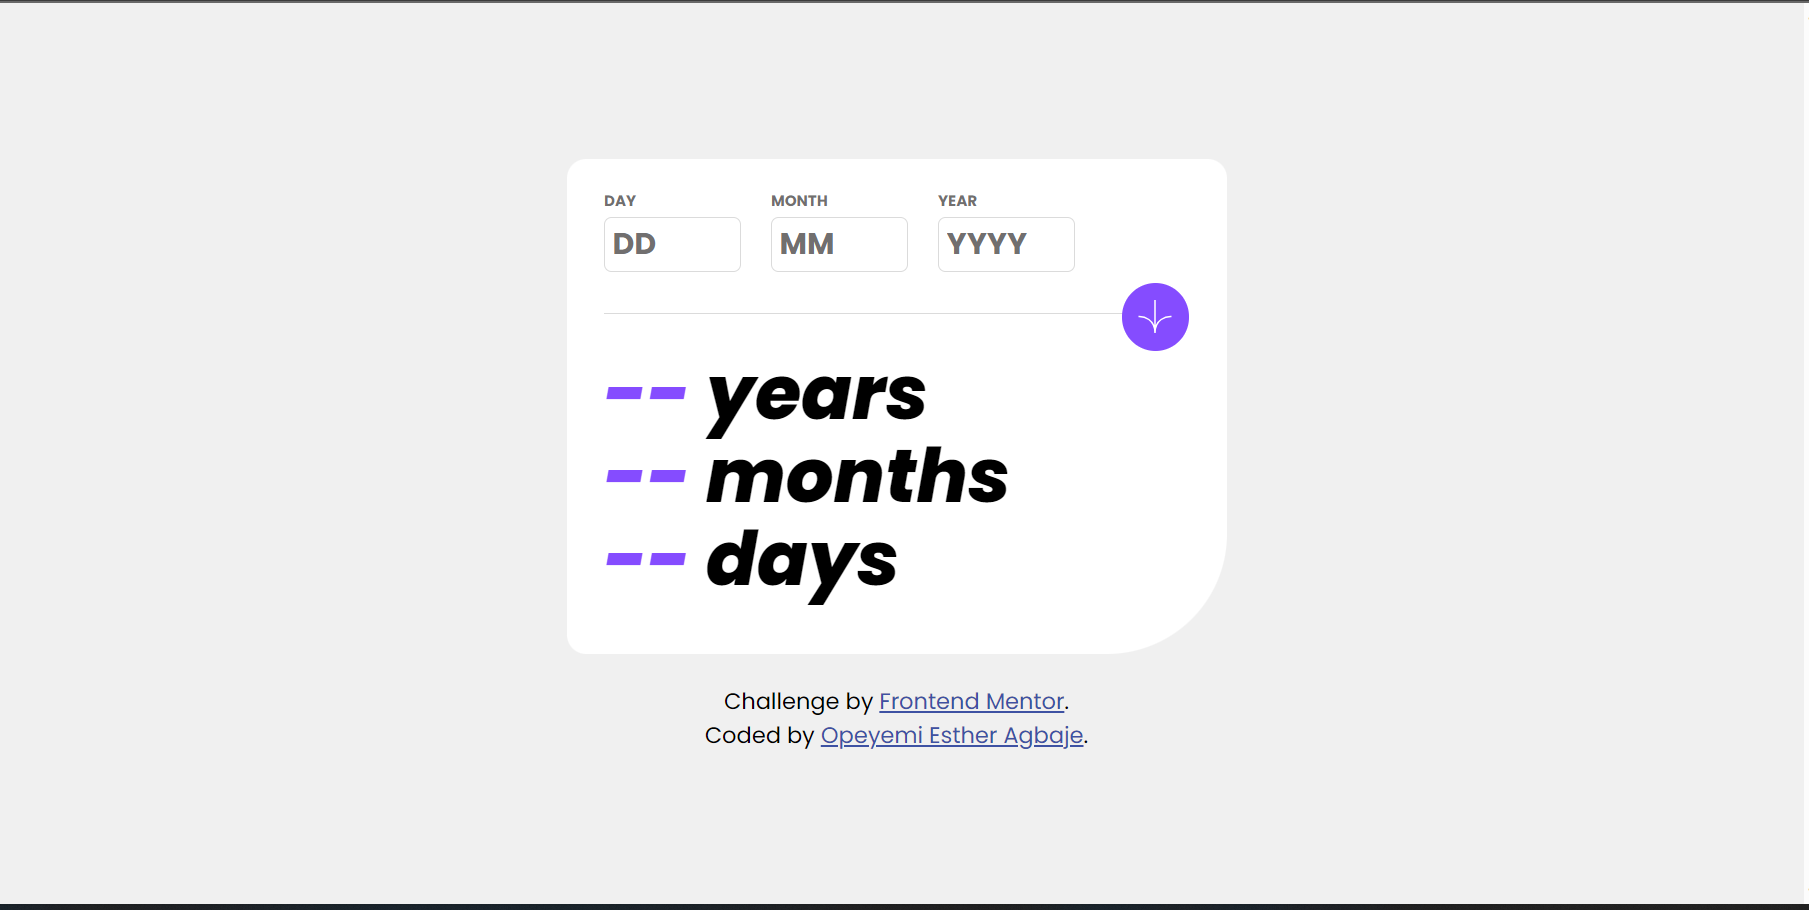 DAY MONTH YEAR
DD MM YYYY
-- years
-- months
-- days
Challenge by Frontend Mentor.
Coded by Opeyemi Esther Agbaje.